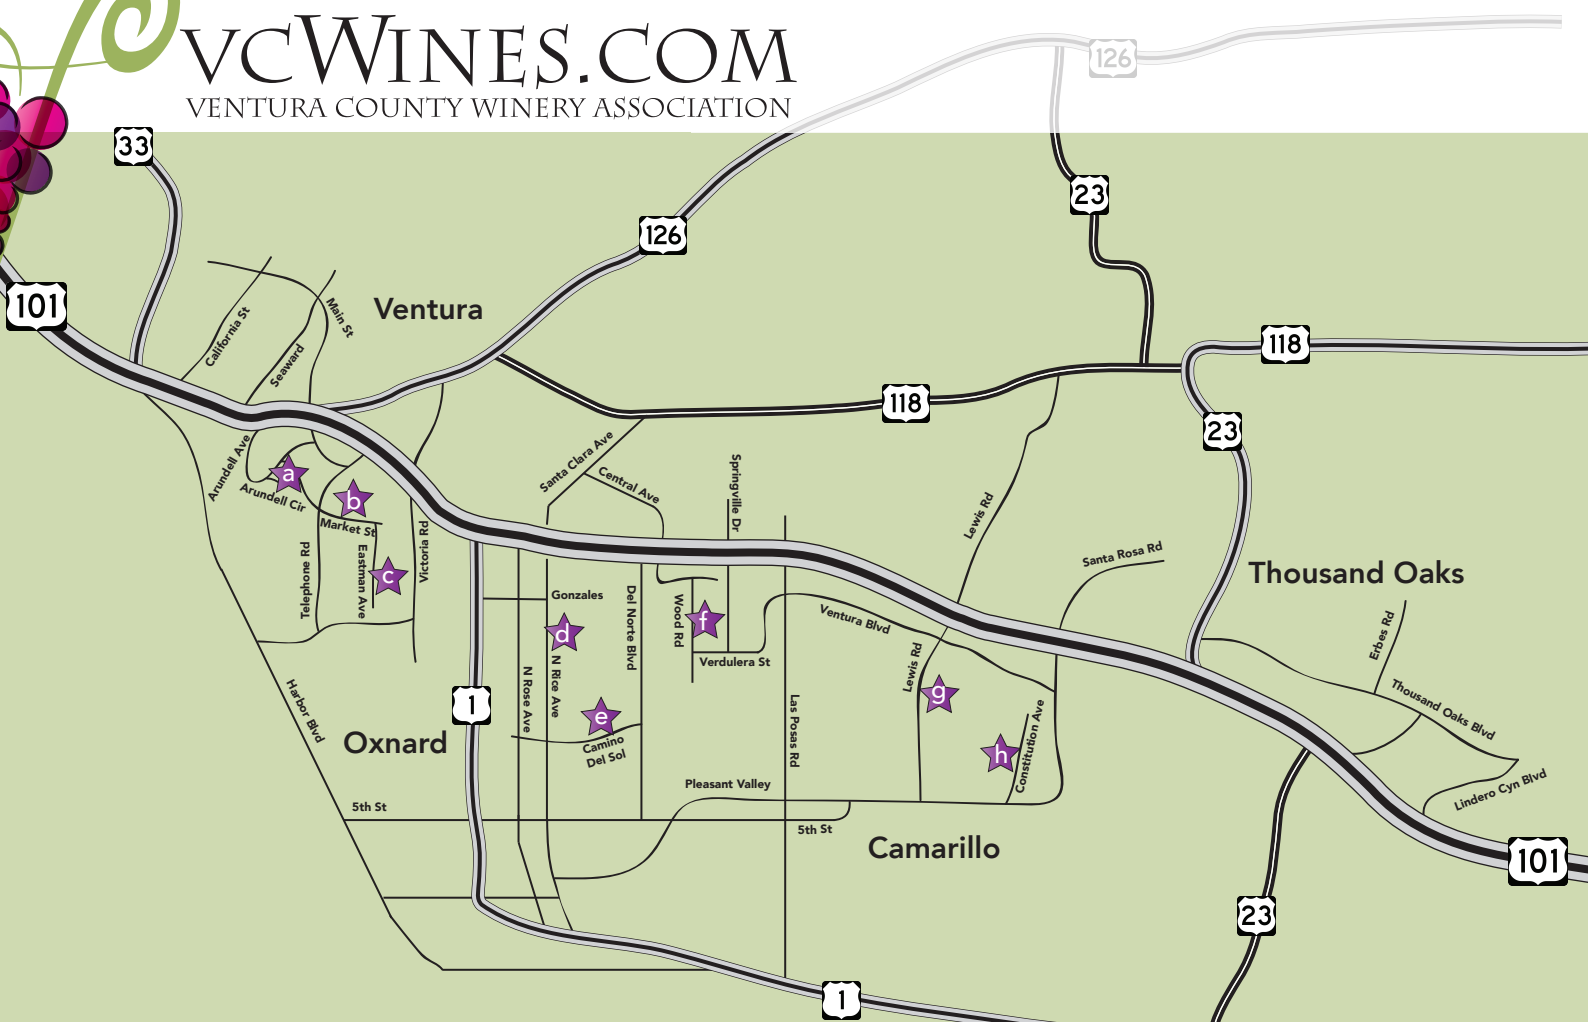 VCWINES.COM
VENTURA COUNTY WINERY ASSOCIATION
126
33
23
126
101
California St
Seaward
Main St
Ventura
118
118
23
Arundell Ave
a
Arundell Cir
b
Market St
Santa Clara Ave
Central Ave
Springville Dr
Lewis Rd
Santa Rosa Rd
Thousand Oaks
Telephone Rd
Eastman Ave
c
Victoria Rd
Gonzales
d
Del Norte Blvd
Wood Rd
f
Verdulera St
Ventura Blvd
Erbes Rd
Thousand Oaks Blvd
Lindero Cyn Blvd
Harbor Blvd
Oxnard
1
N Rose Ave
N Rice Ave
e
Camino
Del Sol
Las Posas Rd
Lewis Rd
g
h
Constitution Ave
Pleasant Valley
5th St
5th St
Camarillo
101
23
1